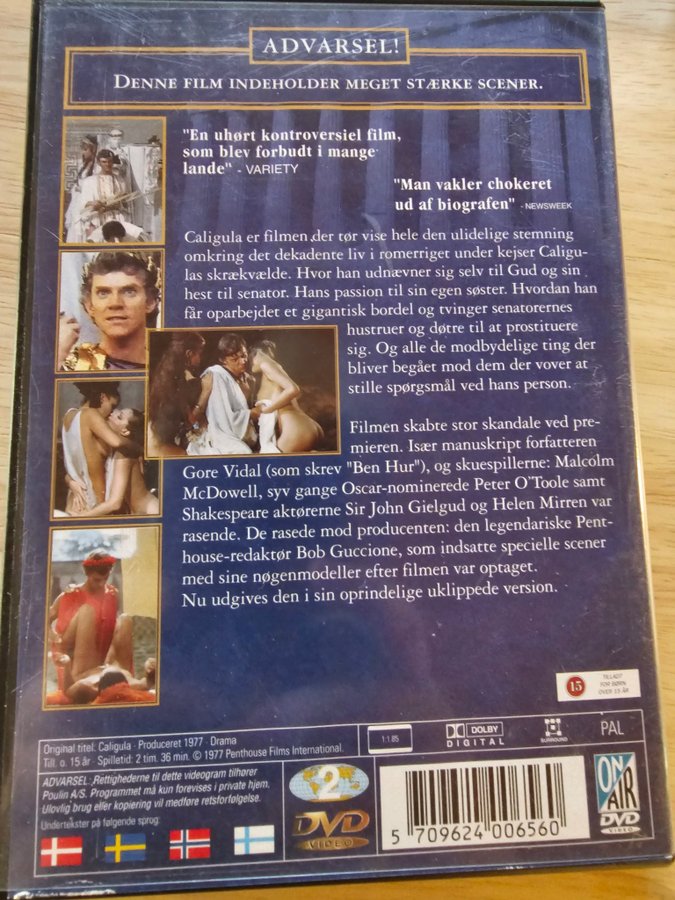 ADVARSEL!
DENNE FILM INDEHOLDER MEGET STÆRKE SCENER.
"En uhørt kontroversiel film,
som blev forbudt i mange
lande" - VARIETY
"Man vakler chokeret
ud af biografen" - NEWSWEEK
Caligula er filmen der tør vise hele den ulidelige stemning
omkring det dekadente liv i romerriget under kejser Caligu-
las skrækvælde. Hvor han udnævner sig selv til Gud og sin
hest til senator. Hans passion til sin egen søster. Hvordan han
får oparbejdet et gigantisk bordel og tvinger senatorernes
hustruer og døtre til at prostituere
sig. Og alle de modbydelige ting der
bliver begået mod dem der vover at
stille spørgsmål ved hans person.
Filmen skabte stor skandale ved pre-
mieren. Især manuskript forfatteren
Gore Vidal (som skrev "Ben Hur"), og skuespillerne: Malcolm
McDowell, syv gange Oscar-nominerede Peter O'Toole samt
Shakespeare aktørerne Sir John Gielgud og Helen Mirren var
rasende. De rasede mod producenten: den legendariske Pent-
house-redaktør Bob Guccione, som indsatte specielle scener
med sine nøgenmodeller efter filmen var optaget.
Nu udgives den i sin oprindelige uklippede version.
15
TILLADT
FOR BØRN
OVER 15 ÅR
Original titel: Caligula · Produceret 1977 · Drama
Till. o. 15 år · Spilletid: 2 tim. 36 min. © 1977 Penthouse Films International.
1:1.85
DOLBY
DIGITAL
SURROUND
PAL
ADVARSEL: Rettighederne til dette videogram tilhører
Poulin A/S. Programmet må kun forevises i private hjem.
Ulovlig brug eller kopiering vil medføre retsforfølgelse.
Undertekster på følgende sprog:
2
DVD
VIDEO
5 709624 006560
ON
AIR
DVD
VIDEO